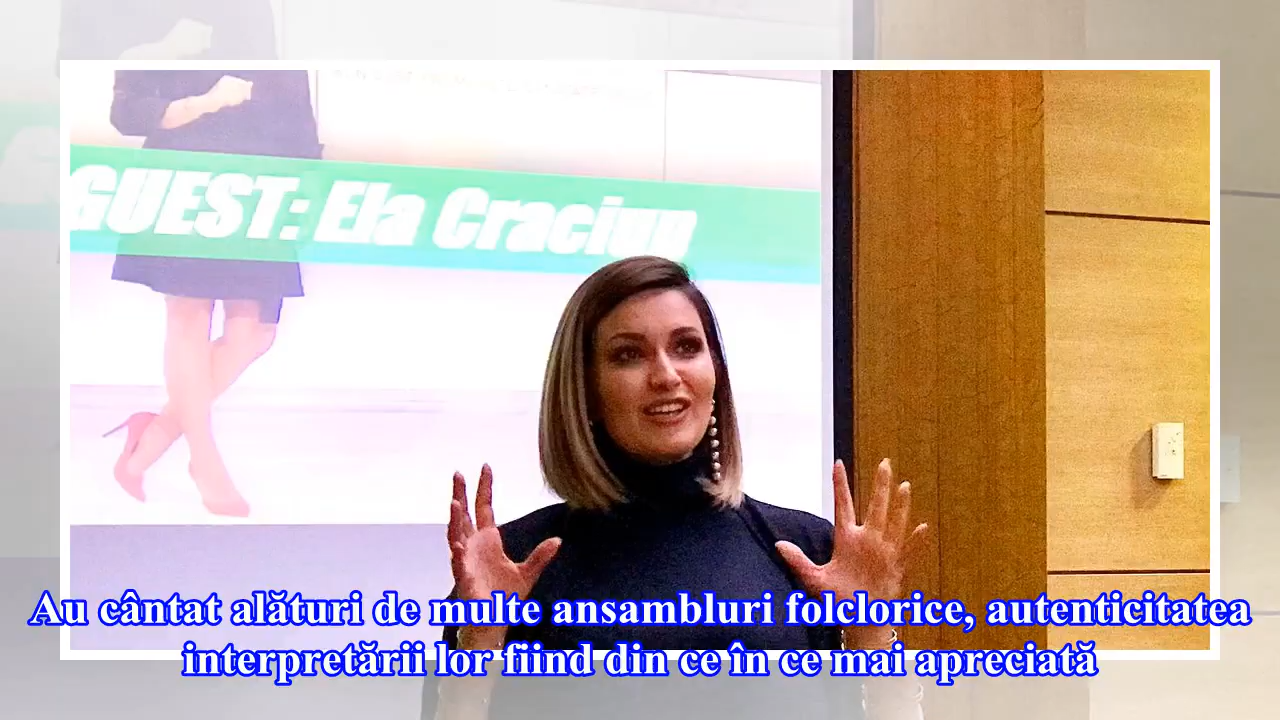 GUEST: Ela Craciun
Au cântat alături de multe ansambluri folclorice, autenticitatea
interpretării lor fiind din ce în ce mai apreciată